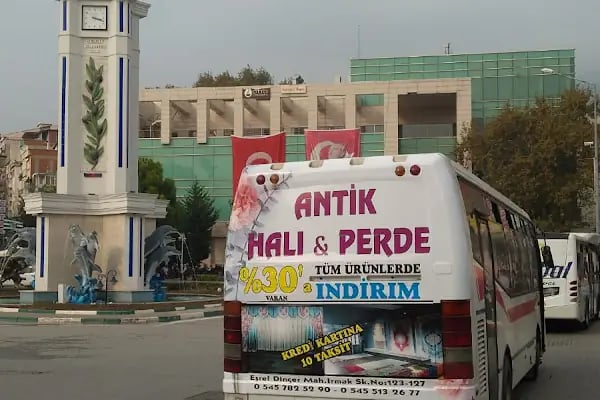 ANTİK
HALI & PERDE
%30'a
VARAN
TÜM ÜRÜNLERDE
İNDİRİM
KREDİ KARTINA
10 TAKSİT
Eşref Dinçer Mah.Irmak Sk.No:123-127
0 545 782 52 90 - 0 545 513 26 77